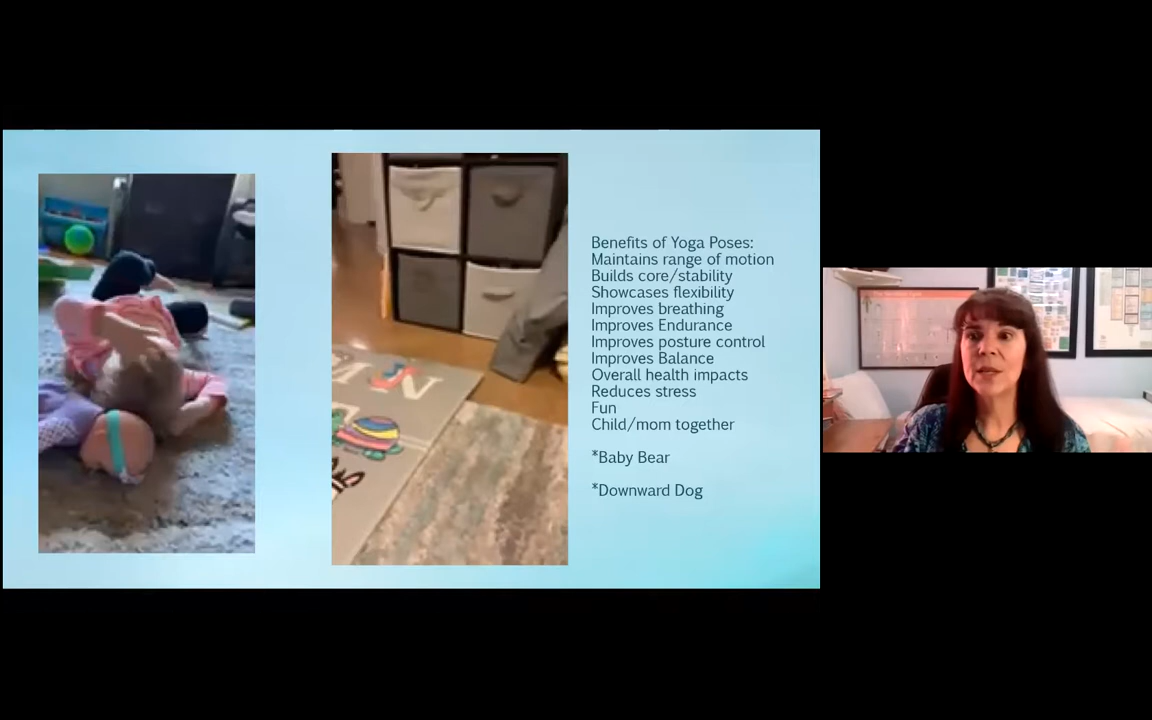 Benefits of Yoga Poses:
Maintains range of motion
Builds core/stability
Showcases flexibility
Improves breathing
Improves Endurance
Improves posture control
Improves Balance
Overall health impacts
Reduces stress
Fun
Child/mom together
*Baby Bear
*Downward Dog